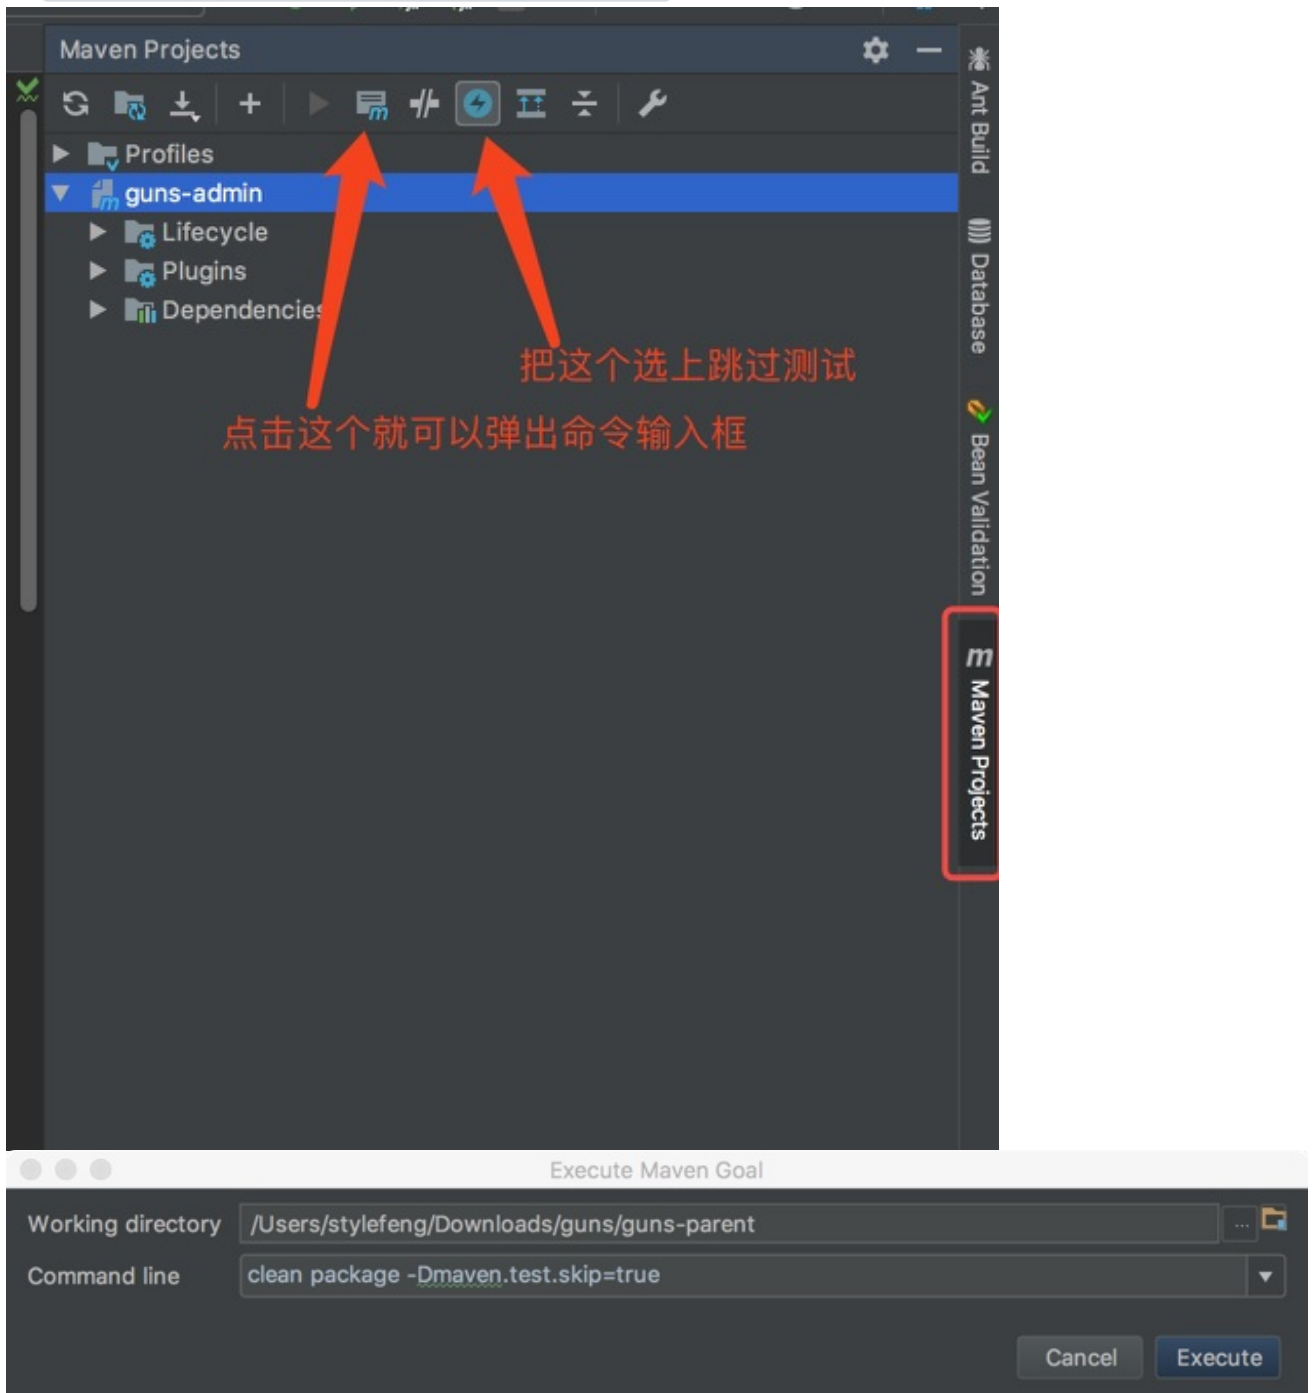 Maven Projects
Profiles
guns-admin
Lifecycle
Plugins
Dependencies
把这个选上跳过测试
点击这个就可以弹出命令输入框
Ant Build
Database
Bean Validation
m Maven Projects
Execute Maven Goal
Working directory /Users/stylefeng/Downloads/guns/guns-parent ...
Command line clean package -Dmaven.test.skip=true
Cancel Execute